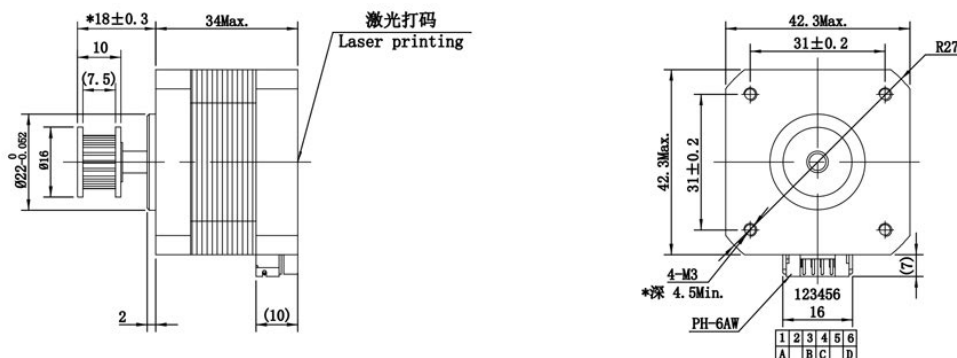 *18±0.3
34Max.
10
(7.5)
激光打码
Laser printing
Ø22 0 -0.052
Ø16
2
(10)
42.3Max.
31±0.2
R27
42.3Max.
31±0.2
4-M3
*深 4.5Min.
PH-6AW
(7)
123456
16
1 2 3 4 5 6
A B C D